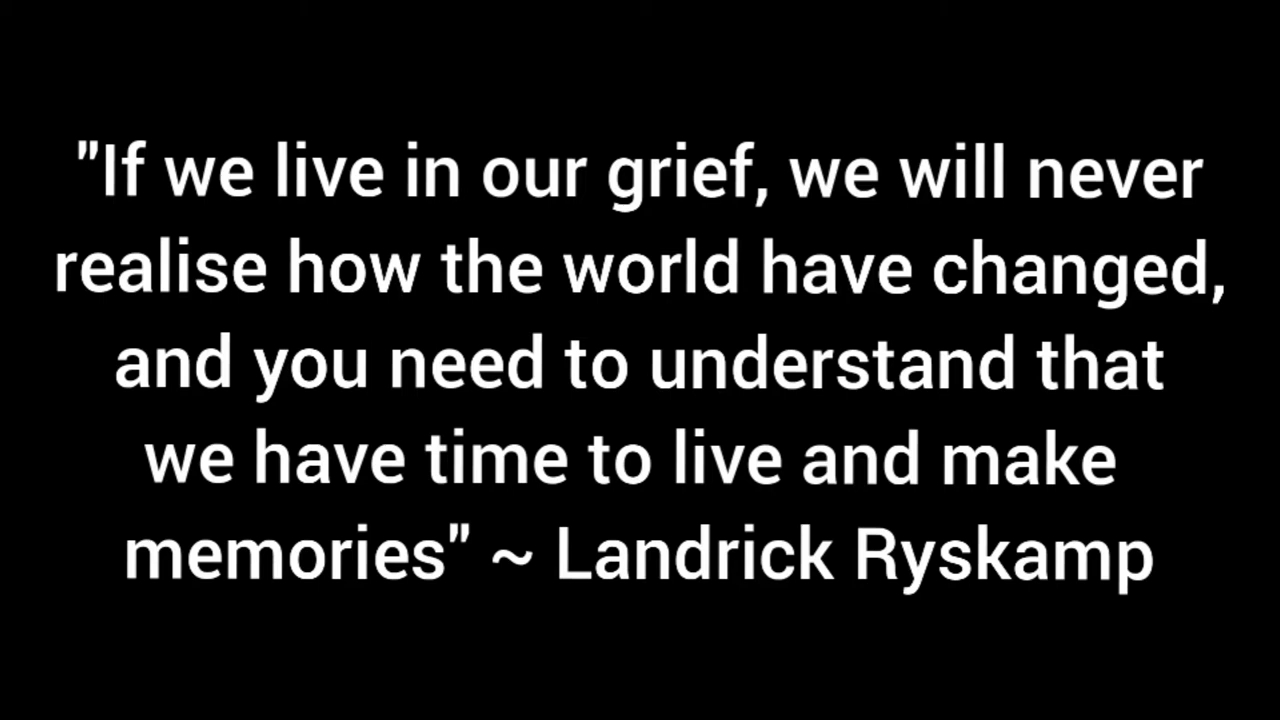 "If we live in our grief, we will never
realise how the world have changed,
and you need to understand that
we have time to live and make
memories" ~ Landrick Ryskamp